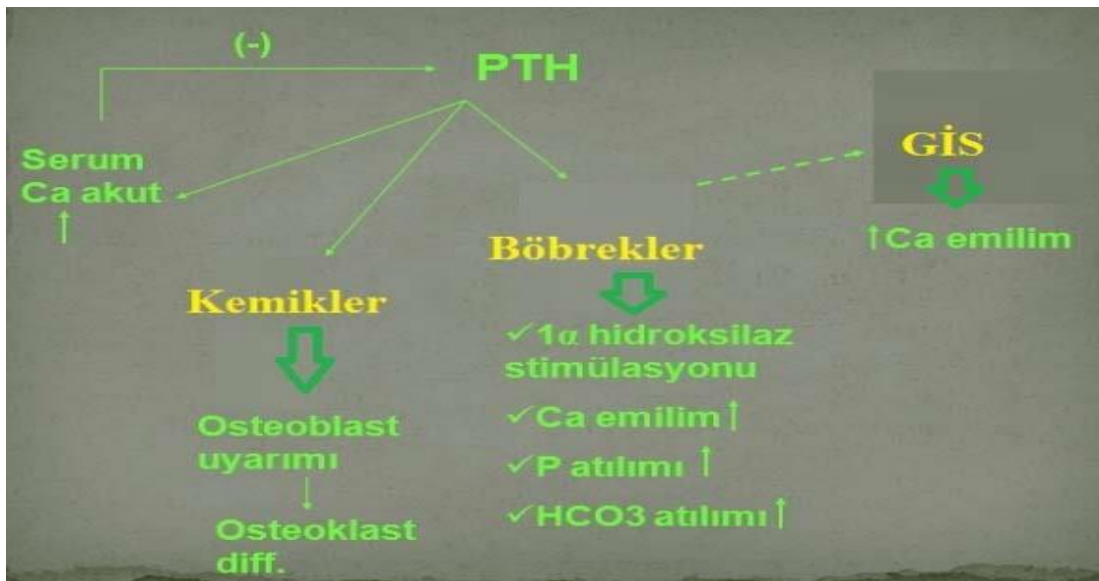 (-)
PTH
Serum
Ca akut
↑
GİS
↑Ca emilim
Böbrekler
✓1α hidroksilaz
stimülasyonu
✓Ca emilim↑
✓P atılımı ↑
✓HCO3 atılımı↑
Kemikler
Osteoblast
uyarımı
Osteoklast
diff.